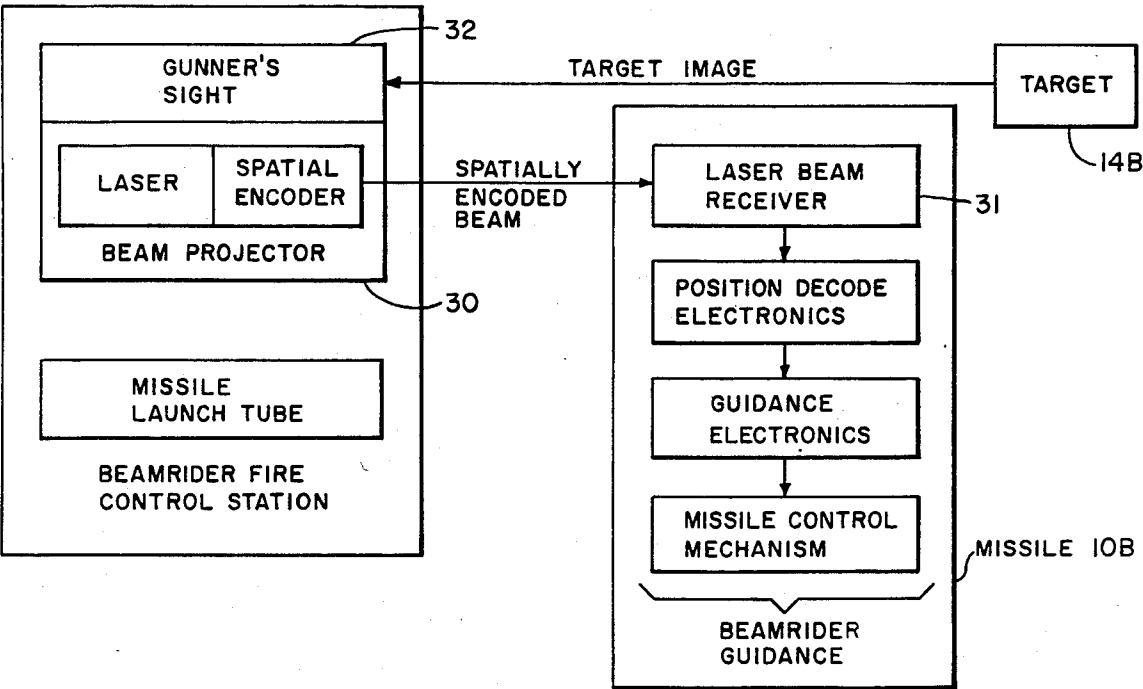 32
GUNNER'S
SIGHT
TARGET IMAGE
TARGET
14B
LASER
SPATIAL
ENCODER
BEAM PROJECTOR
30
SPATIALLY
ENCODED
BEAM
LASER BEAM
RECEIVER
31
POSITION DECODE
ELECTRONICS
GUIDANCE
ELECTRONICS
MISSILE CONTROL
MECHANISM
MISSILE 10B
BEAMRIDER
GUIDANCE
MISSILE
LAUNCH TUBE
BEAMRIDER FIRE
CONTROL STATION